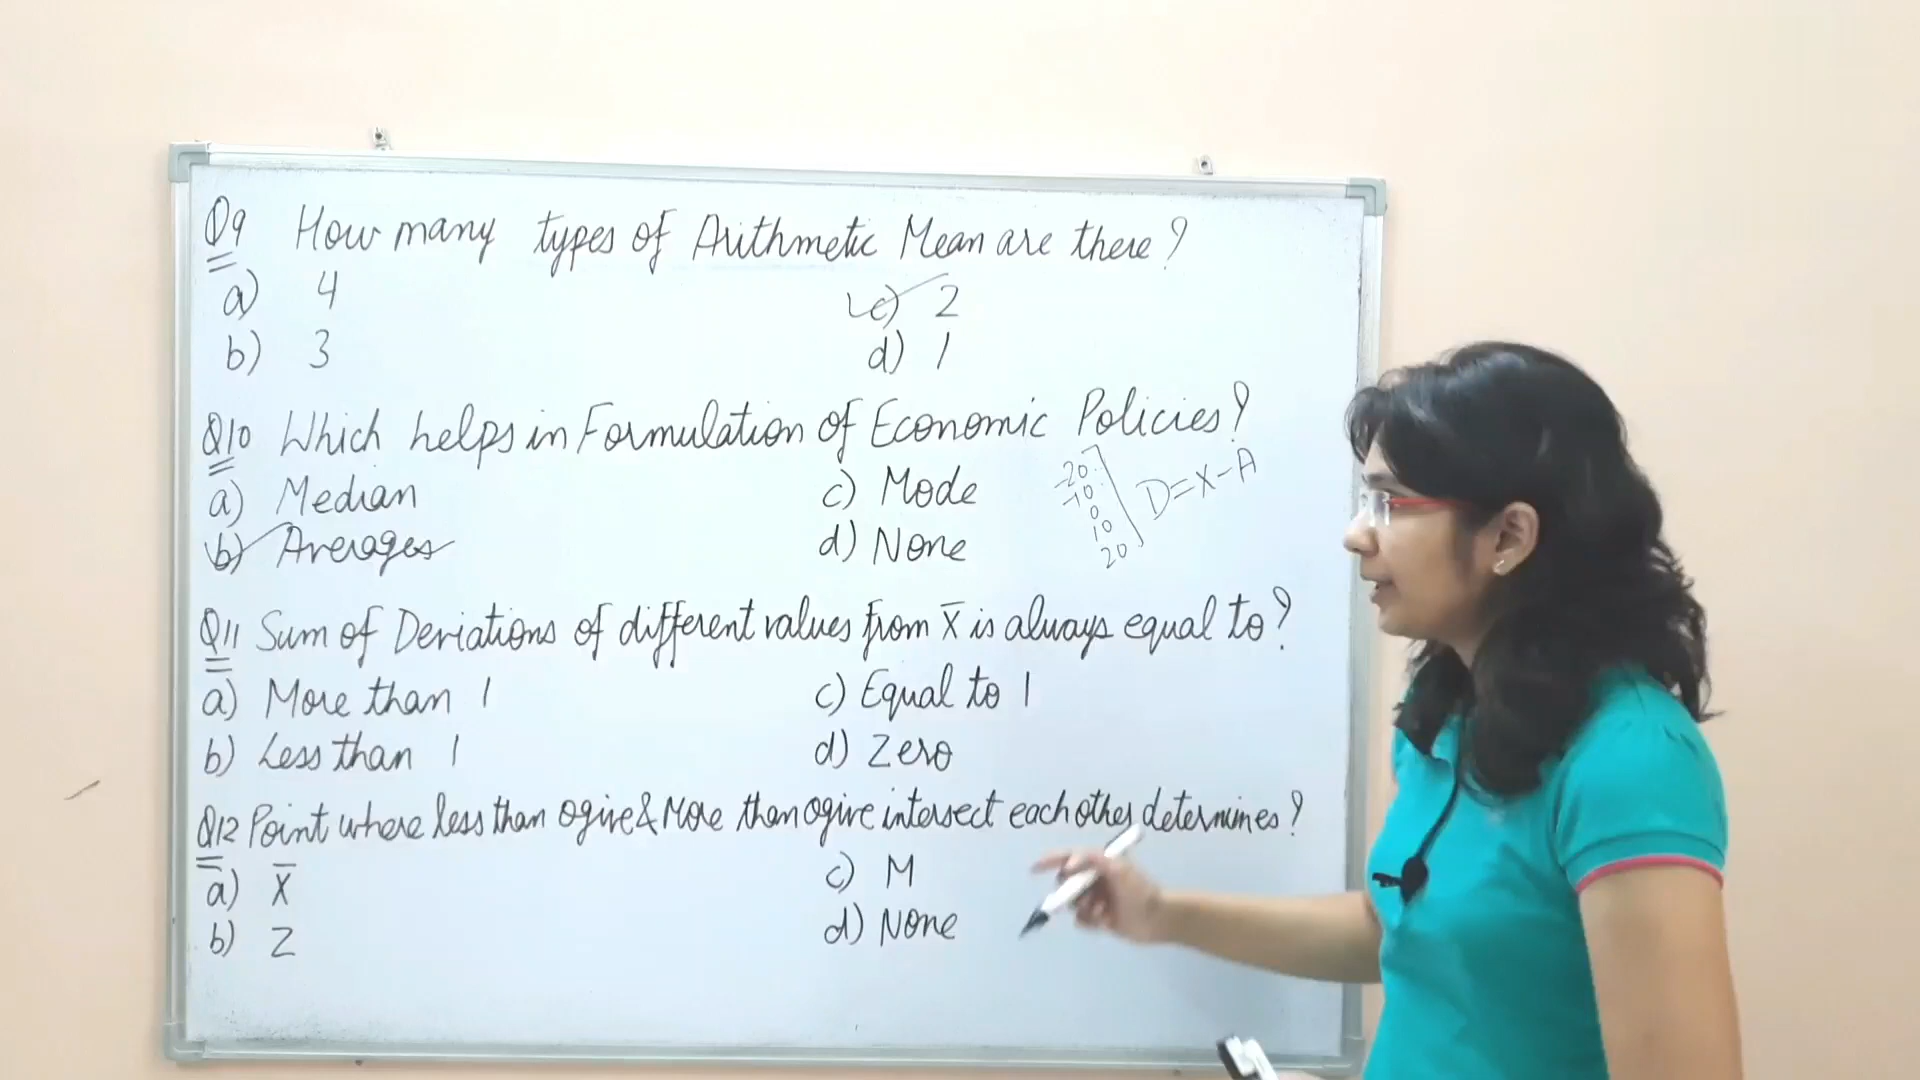 Q9 How many types of Arithmetic Mean are there?
a) 4
c) 2
b) 3
d) 1
Q10 Which helps in Formulation of Economic Policies?
a) Median
c) Mode
b) Averages
d) None
-20
-10
0
10
20
D=X-A
Q11 Sum of Deviations of different values from X̅ is always equal to?
a) More than 1
c) Equal to 1
b) Less than 1
d) Zero
Q12 Point where less than ogive & More than ogive intersect each other determines?
a) X̅
c) M
b) Z
d) None